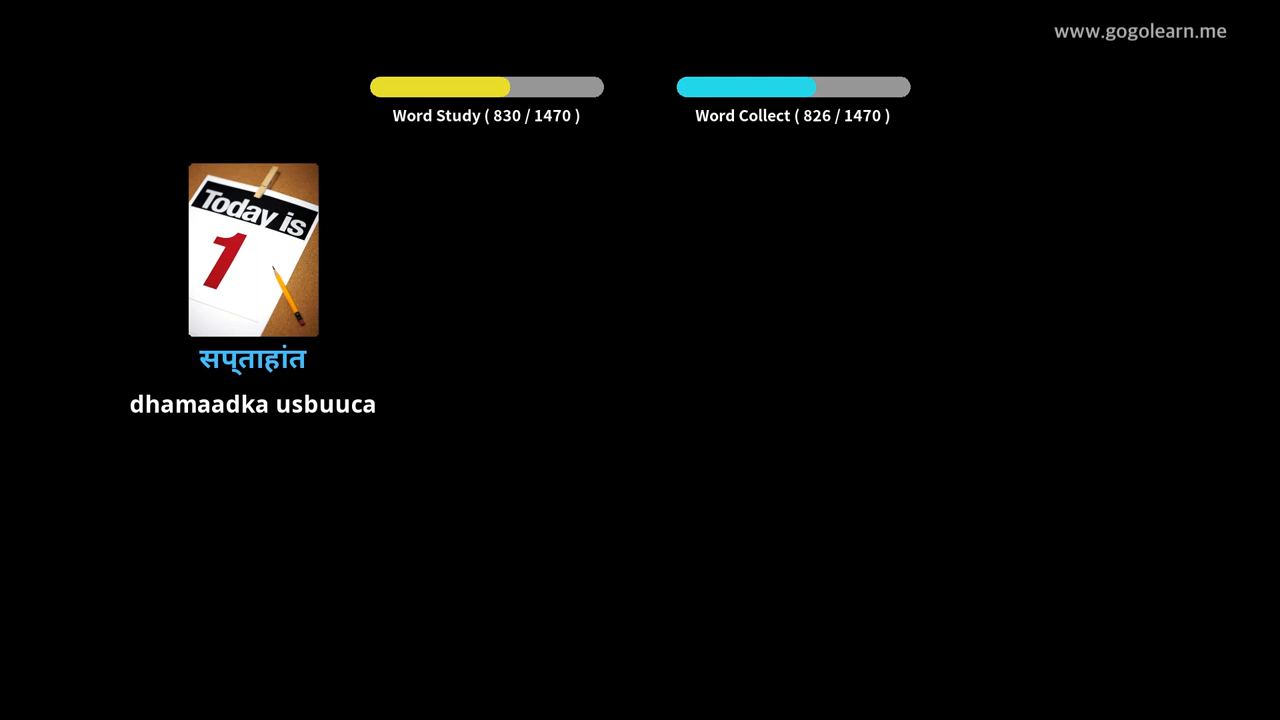 www.gogolearn.me
Word Study ( 830 / 1470 )
Word Collect ( 826 / 1470 )
Today is
1
सप्ताहांत
dhamaadka usbuuca